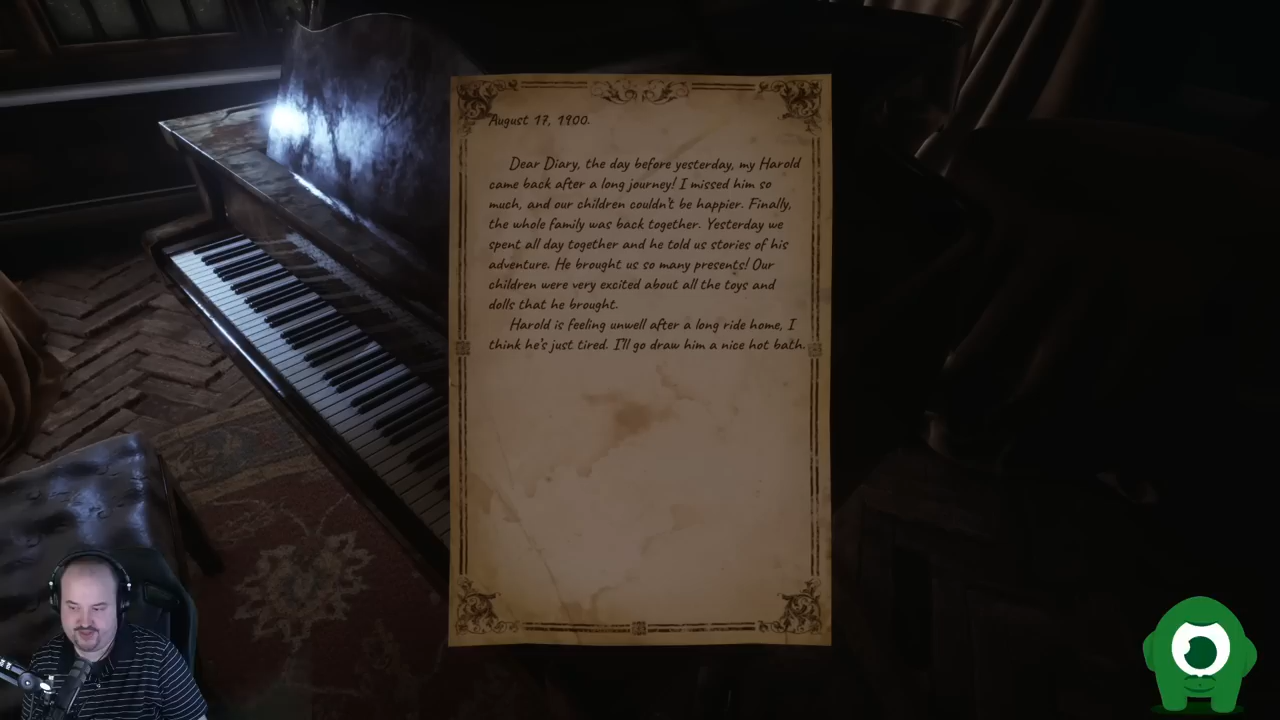 August 17, 1900.
Dear Diary, the day before yesterday, my Harold
came back after a long journey! I missed him so
much, and our children couldn't be happier. Finally,
the whole family was back together. Yesterday we
spent all day together and he told us stories of his
adventure. He brought us so many presents! Our
children were very excited about all the toys and
dolls that he brought.
Harold is feeling unwell after a long ride home, I
think he's just tired. I'll go draw him a nice hot bath.